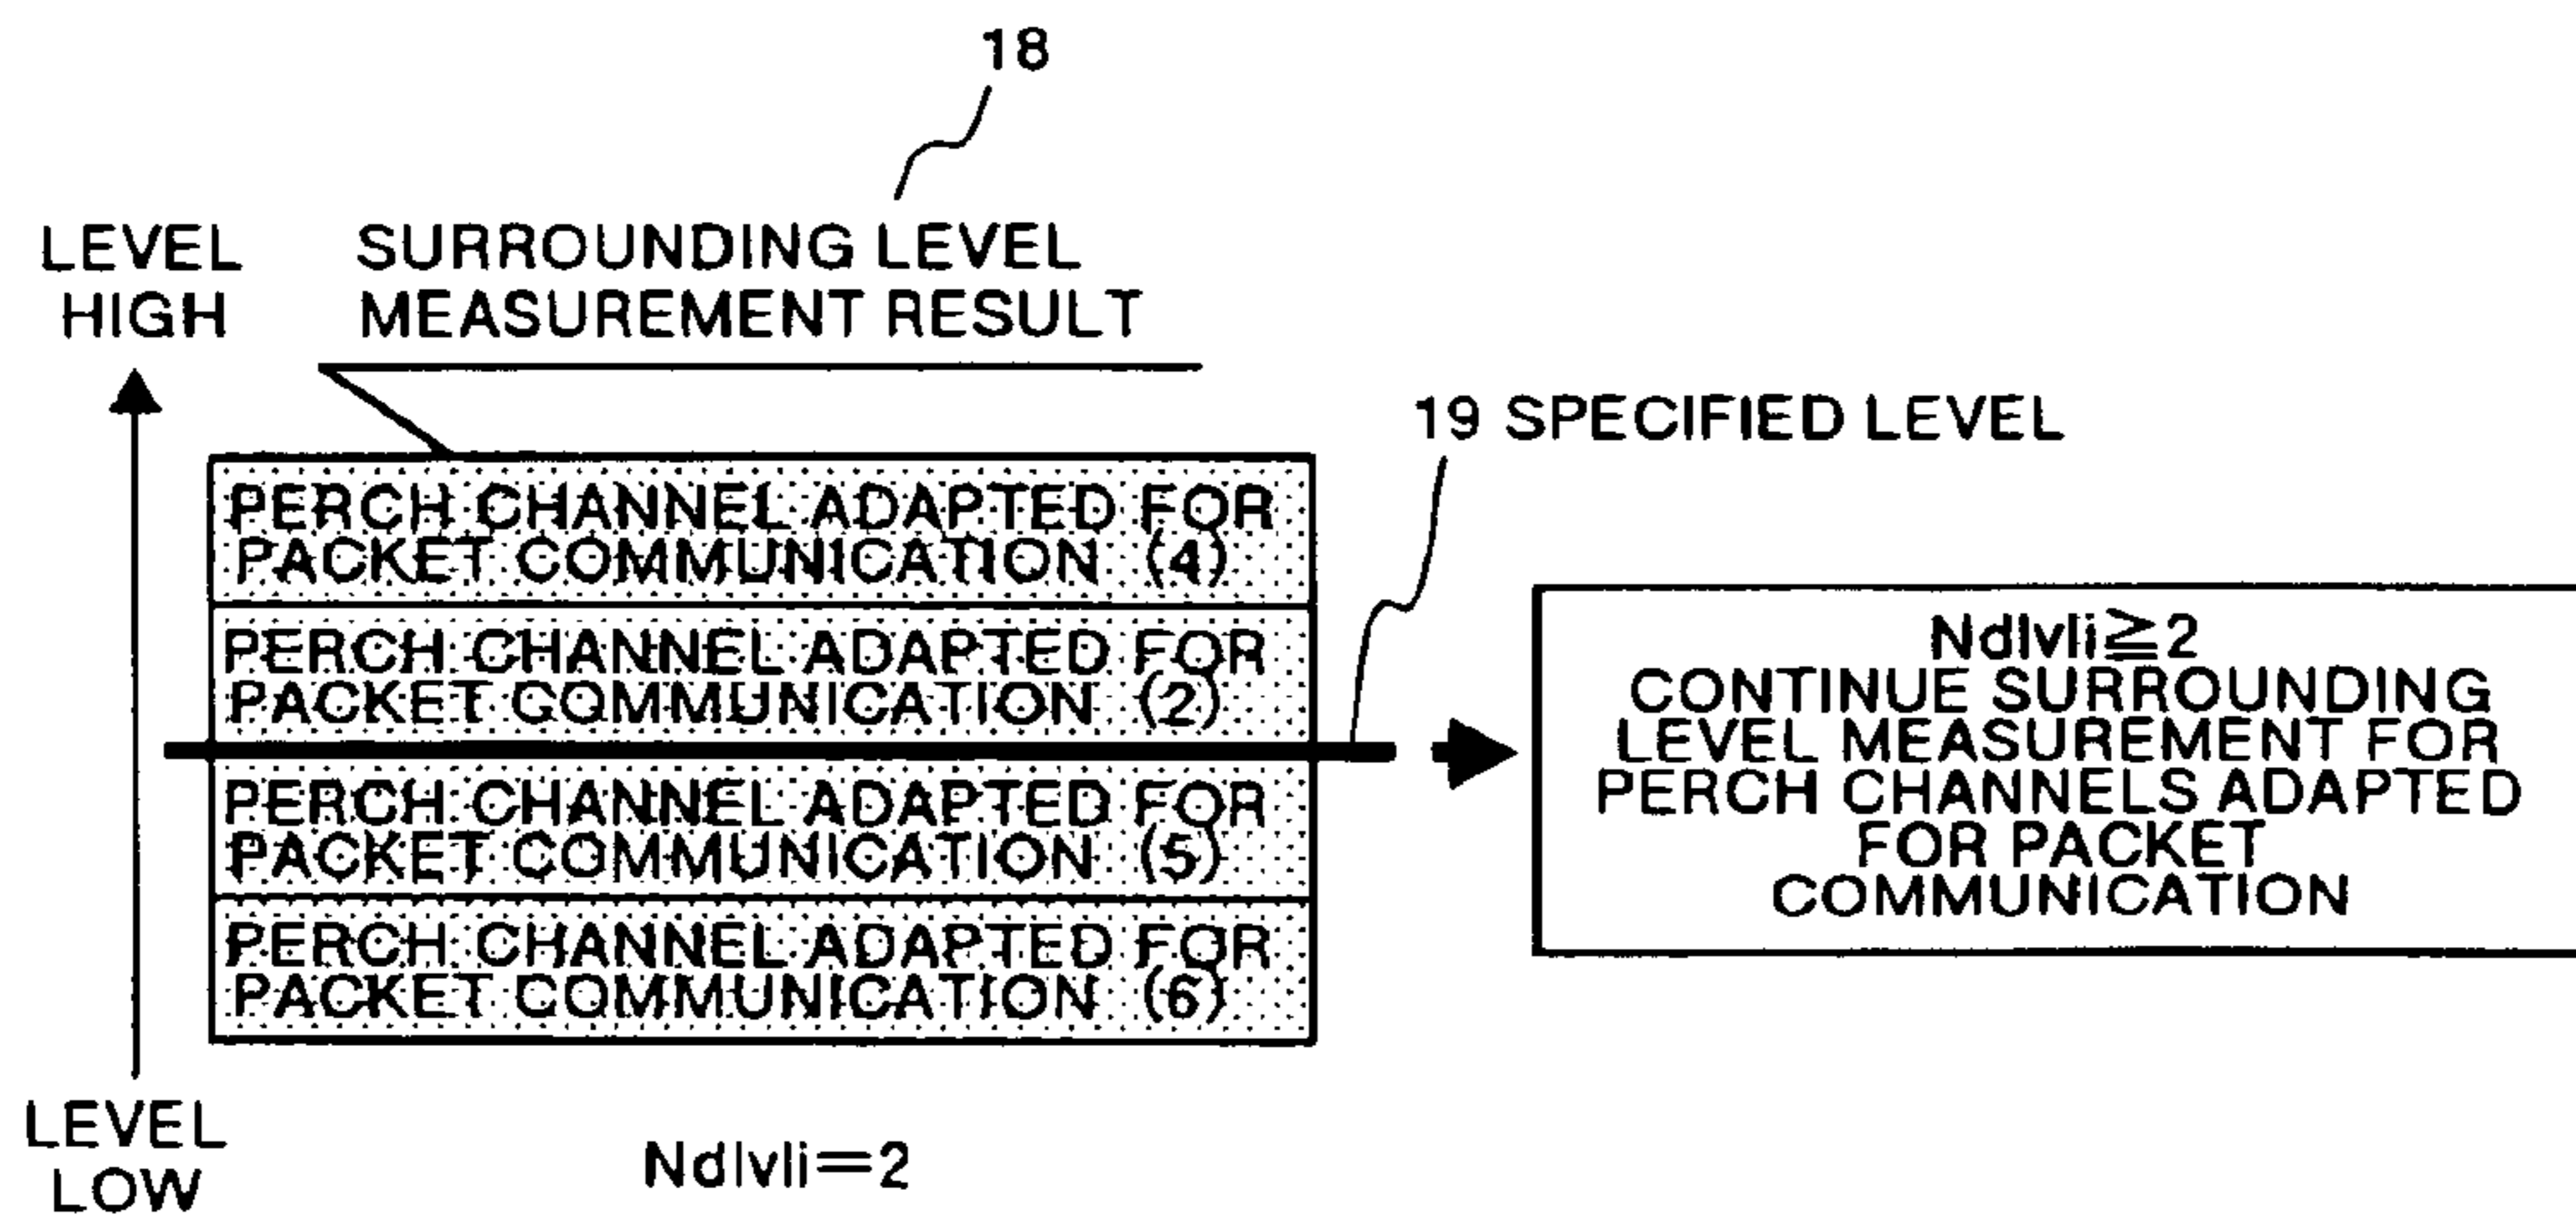 18
LEVEL
HIGH
SURROUNDING LEVEL
MEASUREMENT RESULT
19 SPECIFIED LEVEL
PERCH CHANNEL ADAPTED FOR
PACKET COMMUNICATION (4)
PERCH CHANNEL ADAPTED FOR
PACKET COMMUNICATION (2)
PERCH CHANNEL ADAPTED FOR
PACKET COMMUNICATION (5)
PERCH CHANNEL ADAPTED FOR
PACKET COMMUNICATION (6)
Ndlvli≧2
CONTINUE SURROUNDING
LEVEL MEASUREMENT FOR
PERCH CHANNELS ADAPTED
FOR PACKET
COMMUNICATION
LEVEL
LOW
Ndlvli=2